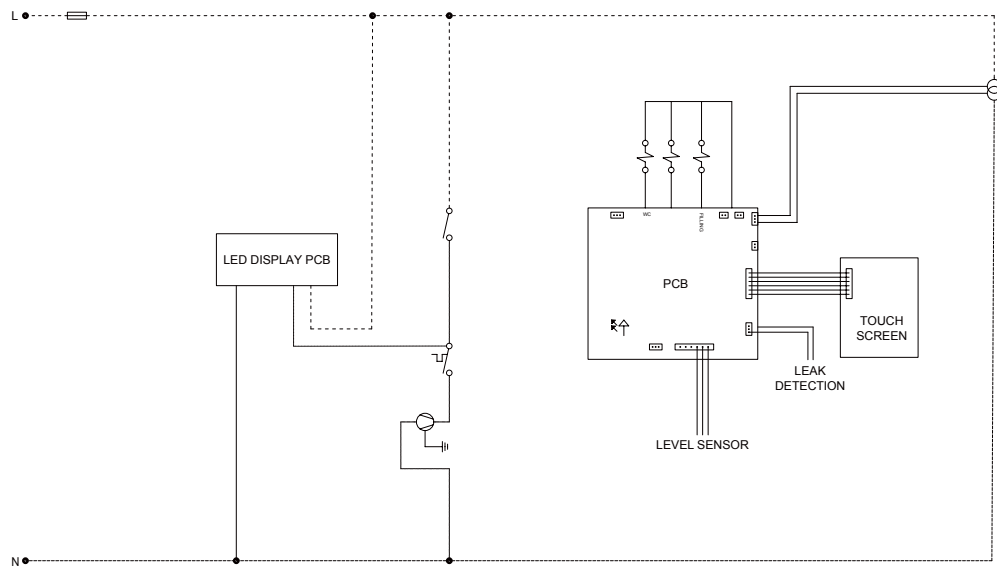 L
WC
FILLING
LED DISPLAY PCB
PCB
TOUCH
SCREEN
LEAK
DETECTION
LEVEL SENSOR
N